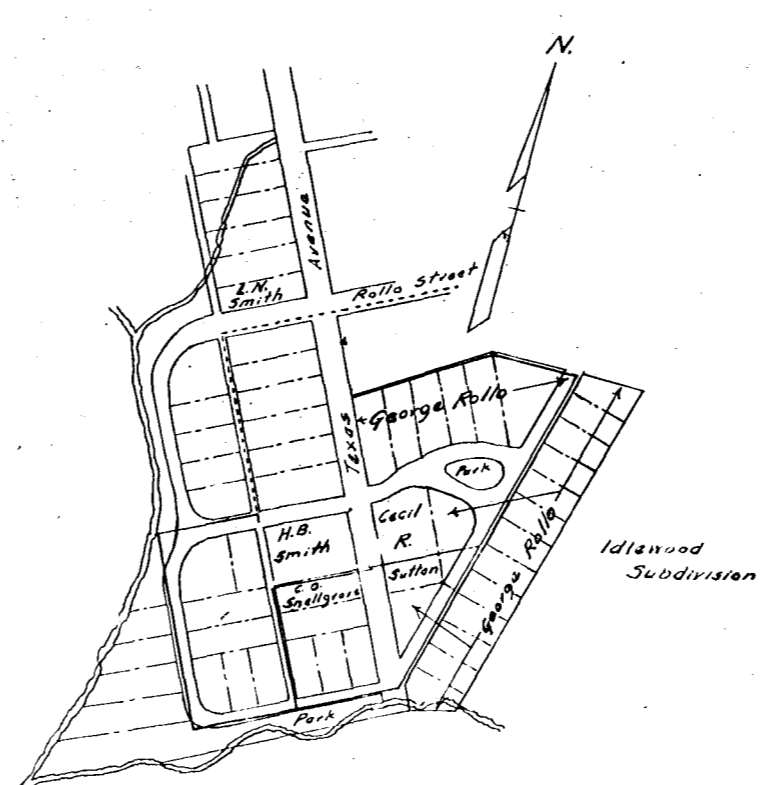 N.
Avenue
Smith
Rollo Street
Texas
George Rollo
Park
Cecil
R.
Sutton
H.B.
Smith
C. O.
Snellgrove
George Rollo
Idlewood
Subdivision
Park